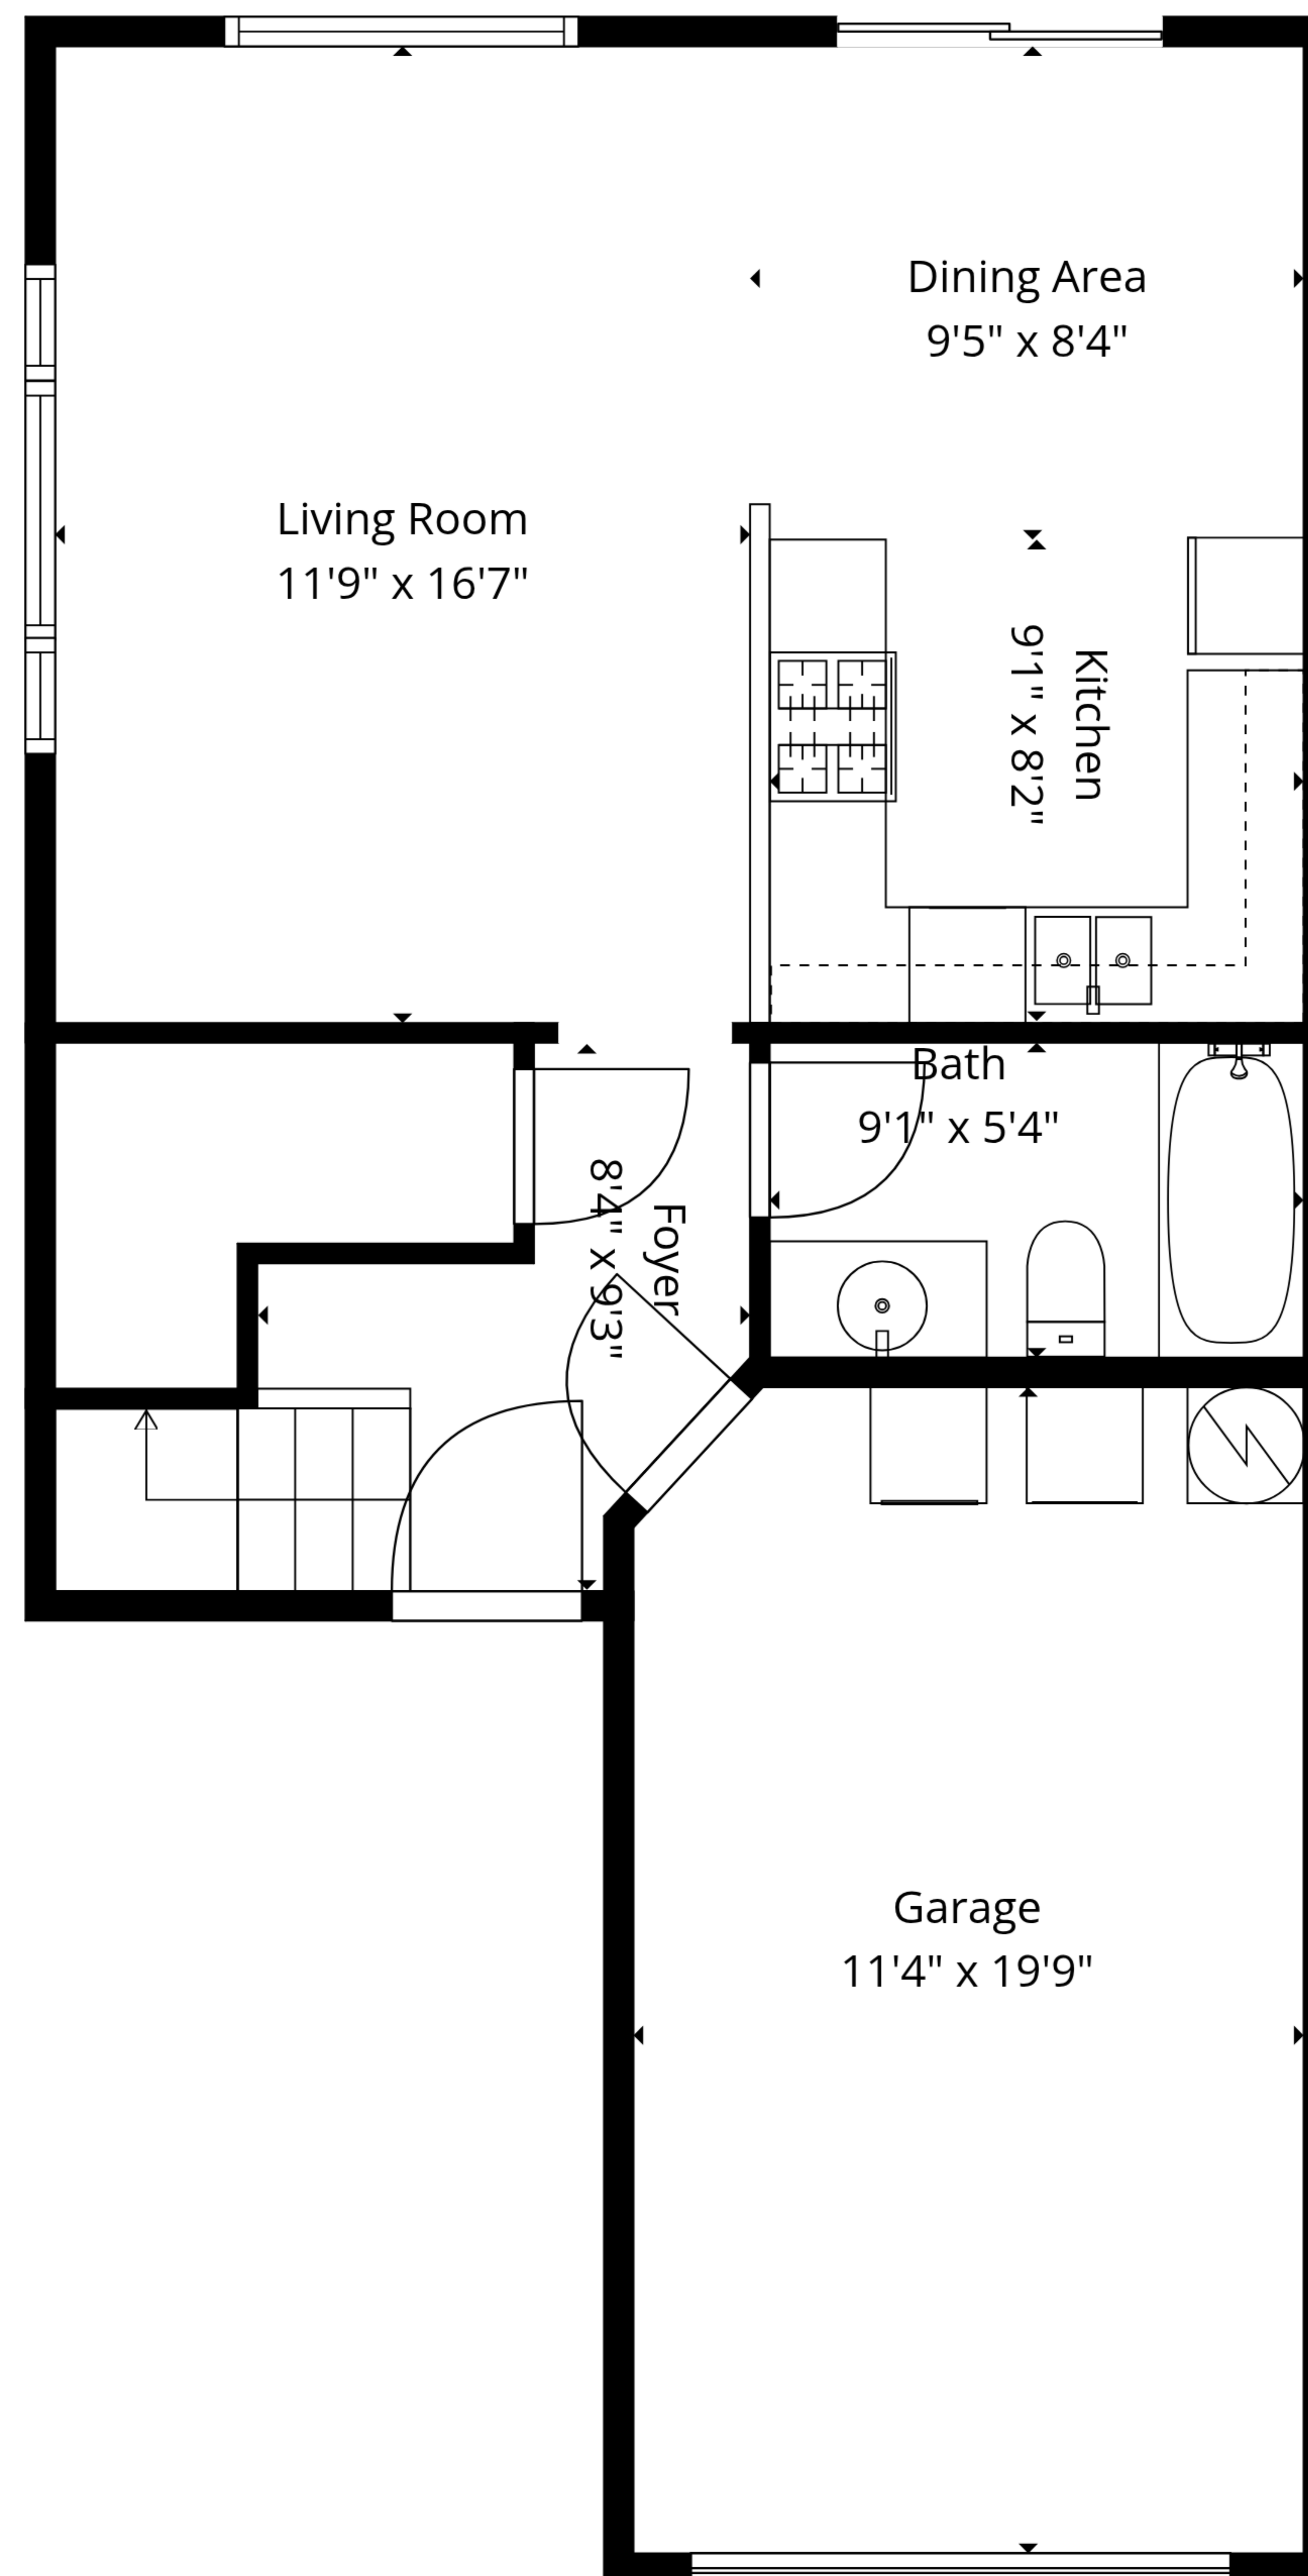 Dining Area
9'5" x 8'4"
Living Room
11'9" x 16'7"
Kitchen
9'1" x 8'2"
Bath
9'1" x 5'4"
Foyer
8'4" x 9'3"
Garage
11'4" x 19'9"